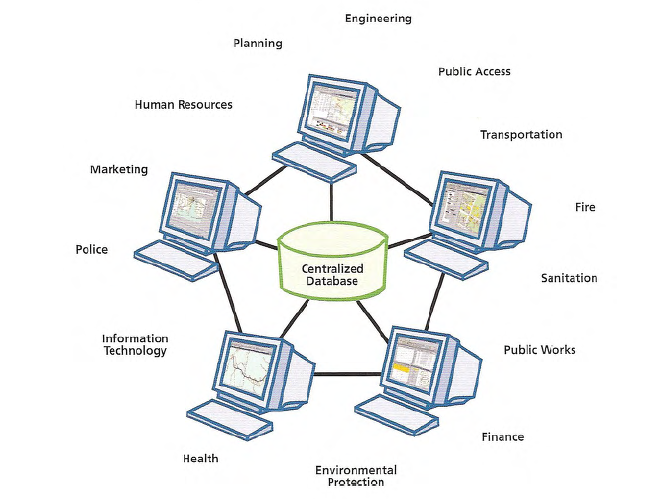 Engineering
Planning
Public Access
Human Resources
Transportation
Marketing
Fire
Police
Centralized
Database
Sanitation
Information
Technology
Public Works
Finance
Health
Environmental
Protection